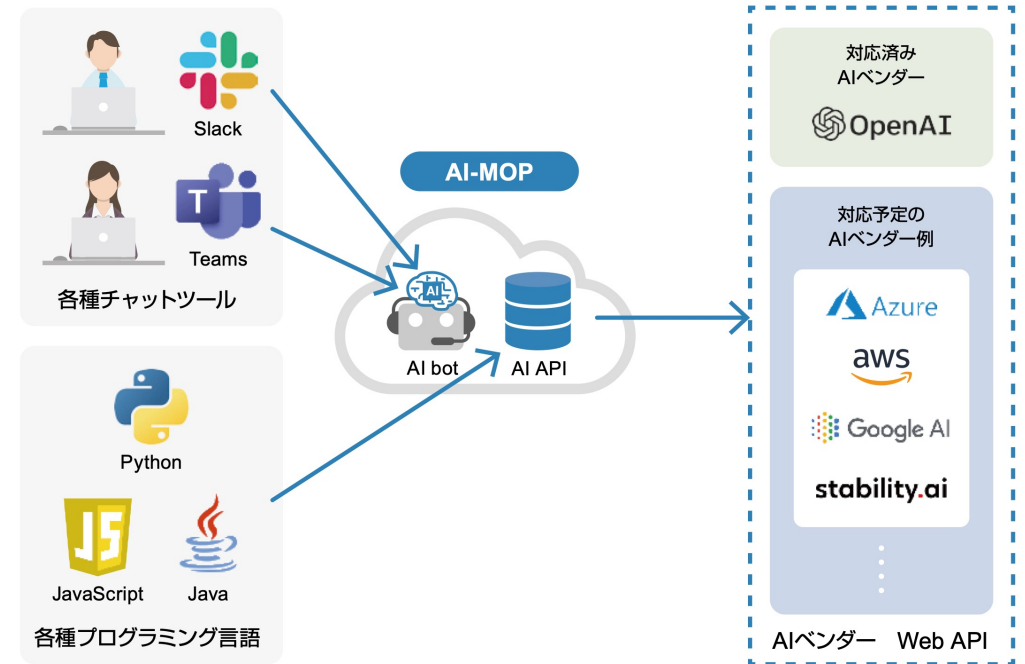 Slack
T
Teams
各種チャットツール
Python
JS
JavaScript
Java
各種プログラミング言語
AI-MOP
AI
AI bot
AI API
対応済み
AIベンダー
OpenAI
対応予定の
AIベンダー例
Azure
aws
Google AI
stability.ai
AIベンダー　Web API